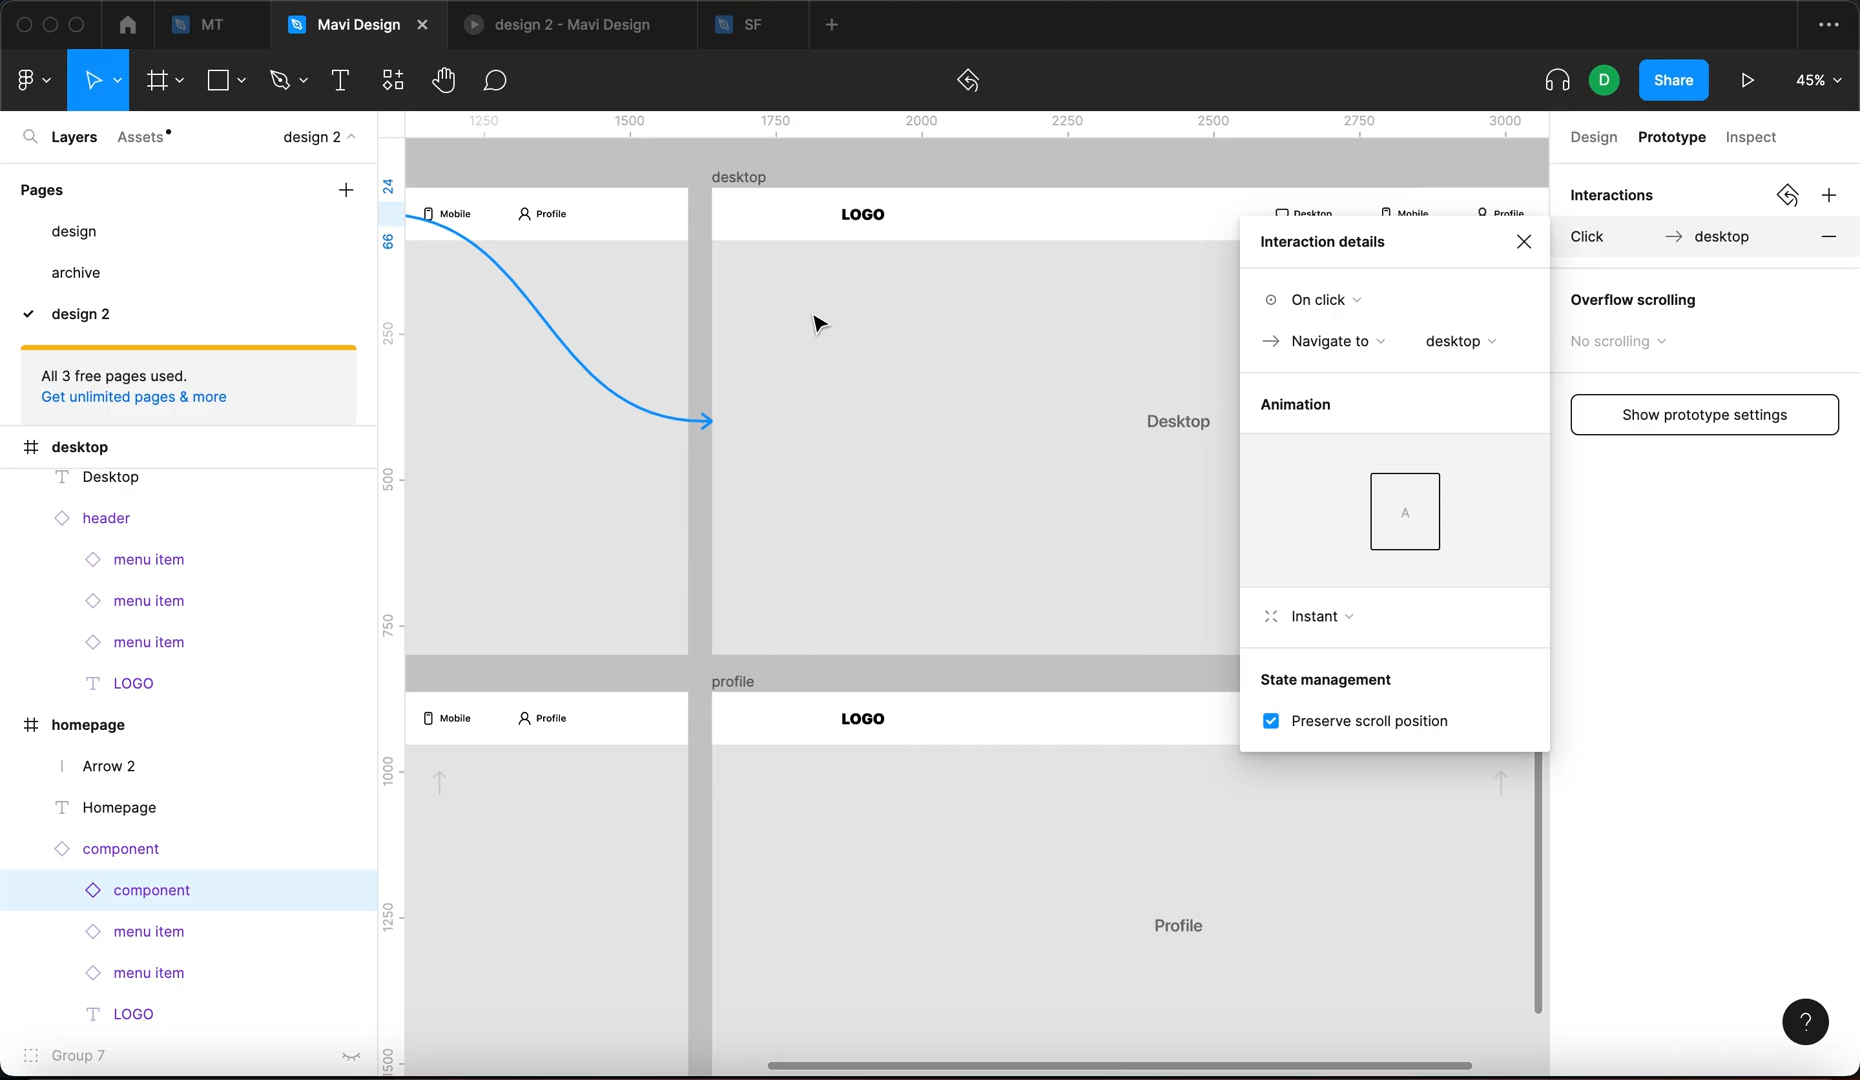 MT
Mavi Design
design 2 - Mavi Design
SF
D
Share
45%
Layers
Assets
design 2
1250
1500
1750
2000
2250
2500
2750
3000
Design
Prototype
Inspect
Pages
design
archive
design 2
All 3 free pages used.
Get unlimited pages & more
desktop
Desktop
header
menu item
menu item
menu item
LOGO
homepage
Arrow 2
Homepage
component
component
menu item
menu item
LOGO
Group 7
24
66
250
500
750
1000
1250
1500
Mobile
Profile
desktop
LOGO
Desktop
Mobile
Profile
Desktop
Mobile
Profile
profile
LOGO
Profile
Interaction details
On click
Navigate to
desktop
Animation
A
Instant
State management
Preserve scroll position
Interactions
Click
desktop
Overflow scrolling
No scrolling
Show prototype settings
?